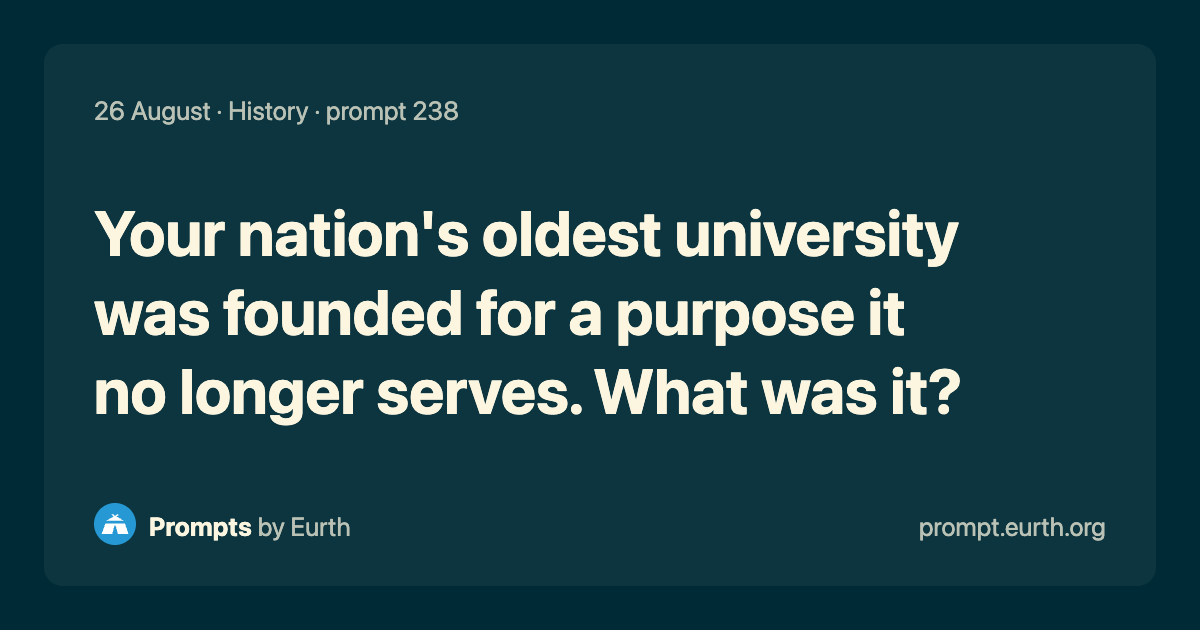 26 August · History · prompt 238
Your nation's oldest university
was founded for a purpose it
no longer serves. What was it?
Prompts by Eurth
prompt.eurth.org